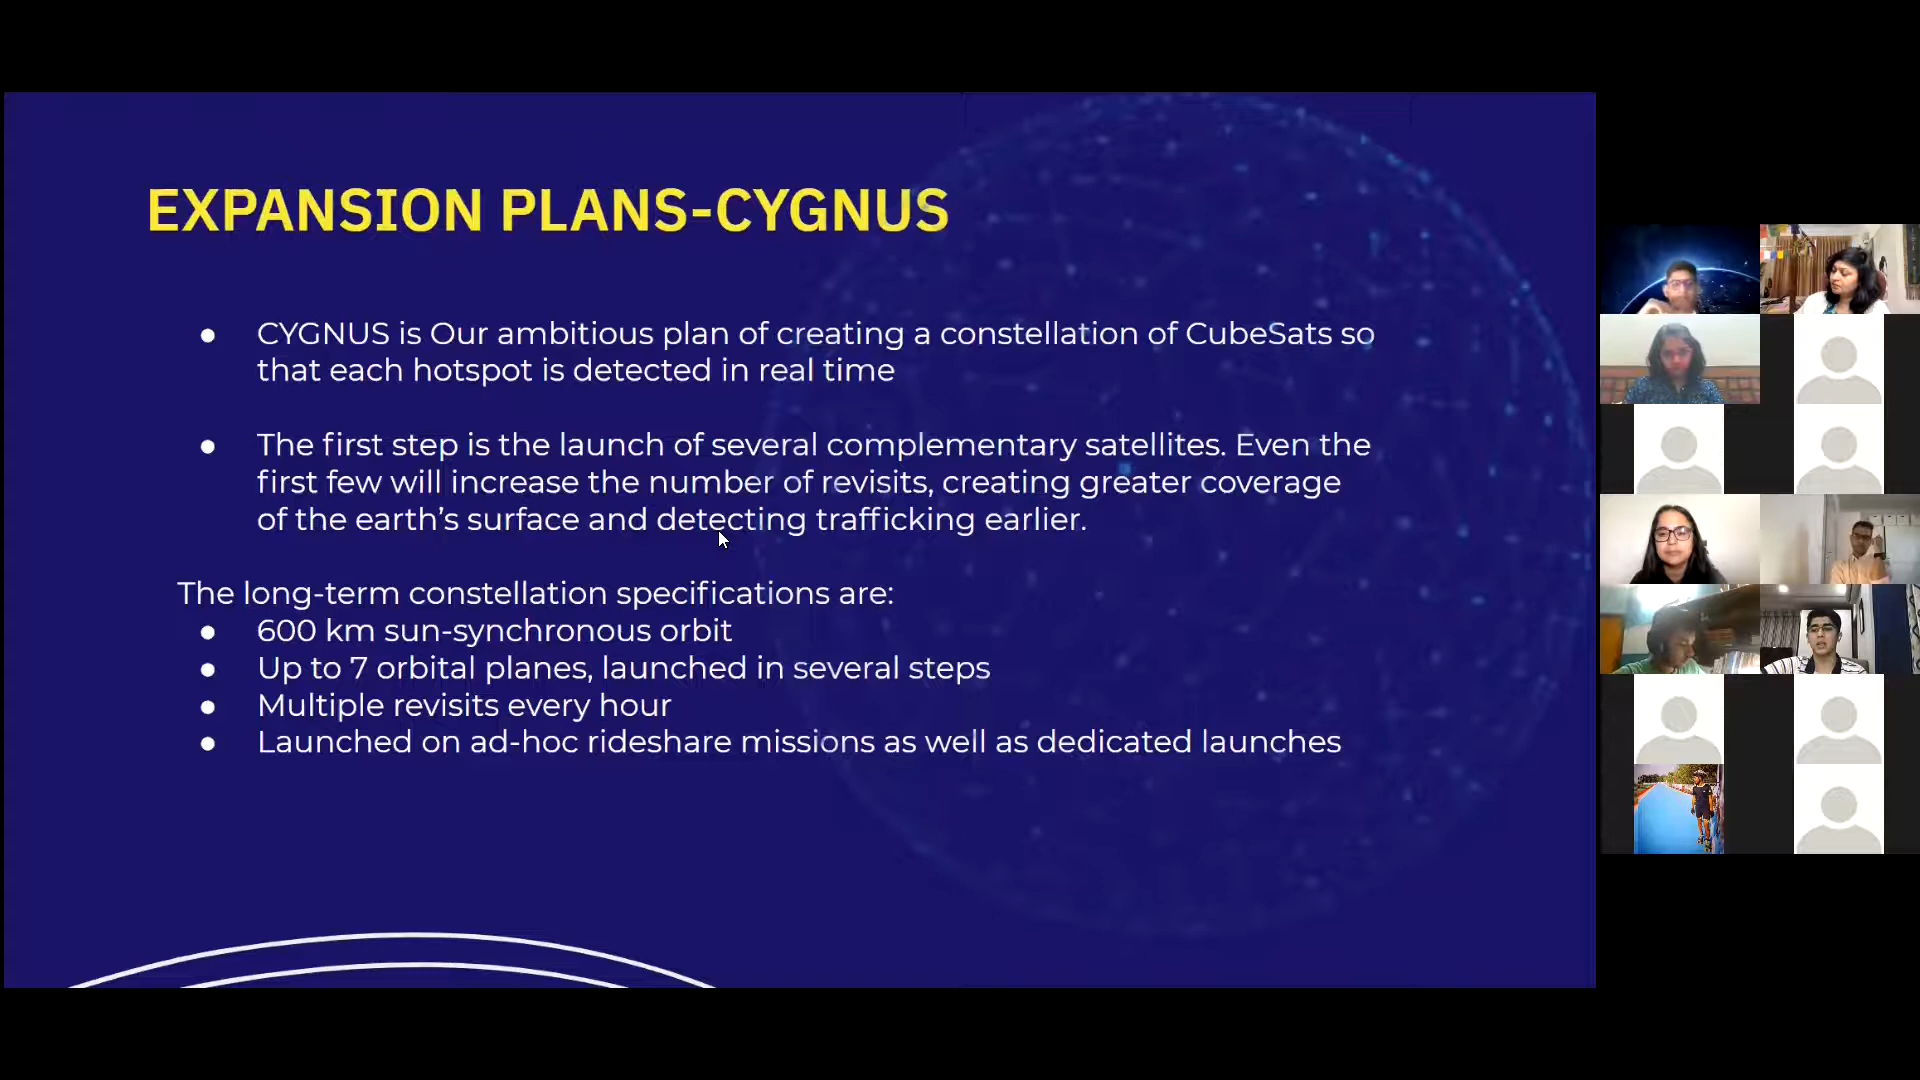 EXPANSION PLANS-CYGNUS
● CYGNUS is Our ambitious plan of creating a constellation of CubeSats so
that each hotspot is detected in real time
● The first step is the launch of several complementary satellites. Even the
first few will increase the number of revisits, creating greater coverage
of the earth’s surface and detecting trafficking earlier.
The long-term constellation specifications are:
● 600 km sun-synchronous orbit
● Up to 7 orbital planes, launched in several steps
● Multiple revisits every hour
● Launched on ad-hoc rideshare missions as well as dedicated launches